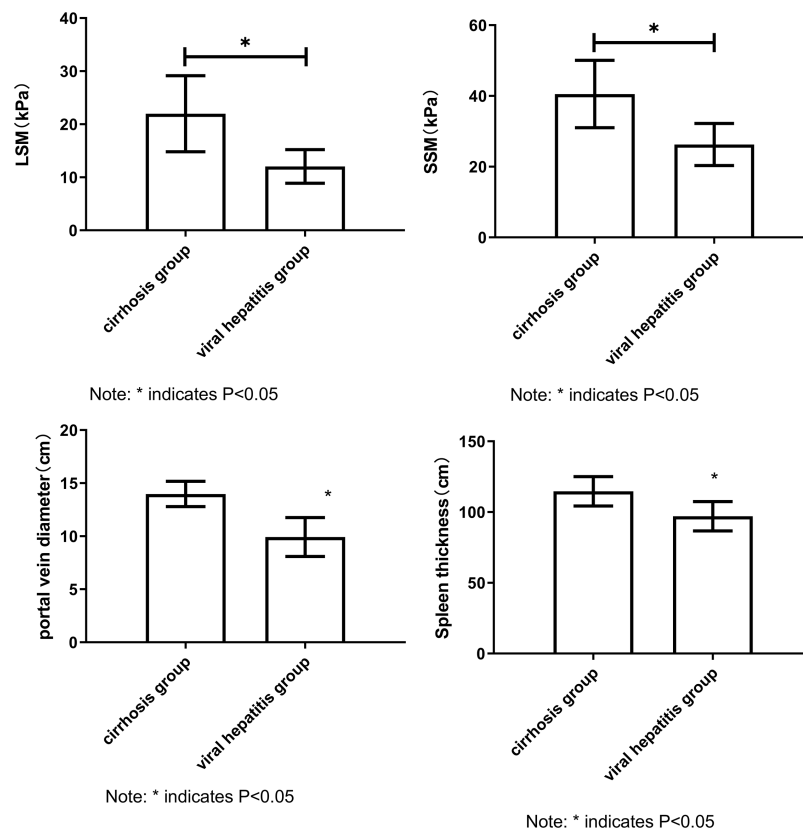 LSM(kPa)
40
30
20
10
0
*
cirrhosis group
viral hepatitis group
Note: * indicates P<0.05
SSM(kPa)
60
40
20
0
*
cirrhosis group
viral hepatitis group
Note: * indicates P<0.05
portal vein diameter(cm)
20
15
10
5
0
*
cirrhosis group
viral hepatitis group
Note: * indicates P<0.05
Spleen thickness(cm)
150
100
50
0
*
cirrhosis group
viral hepatitis group
Note: * indicates P<0.05